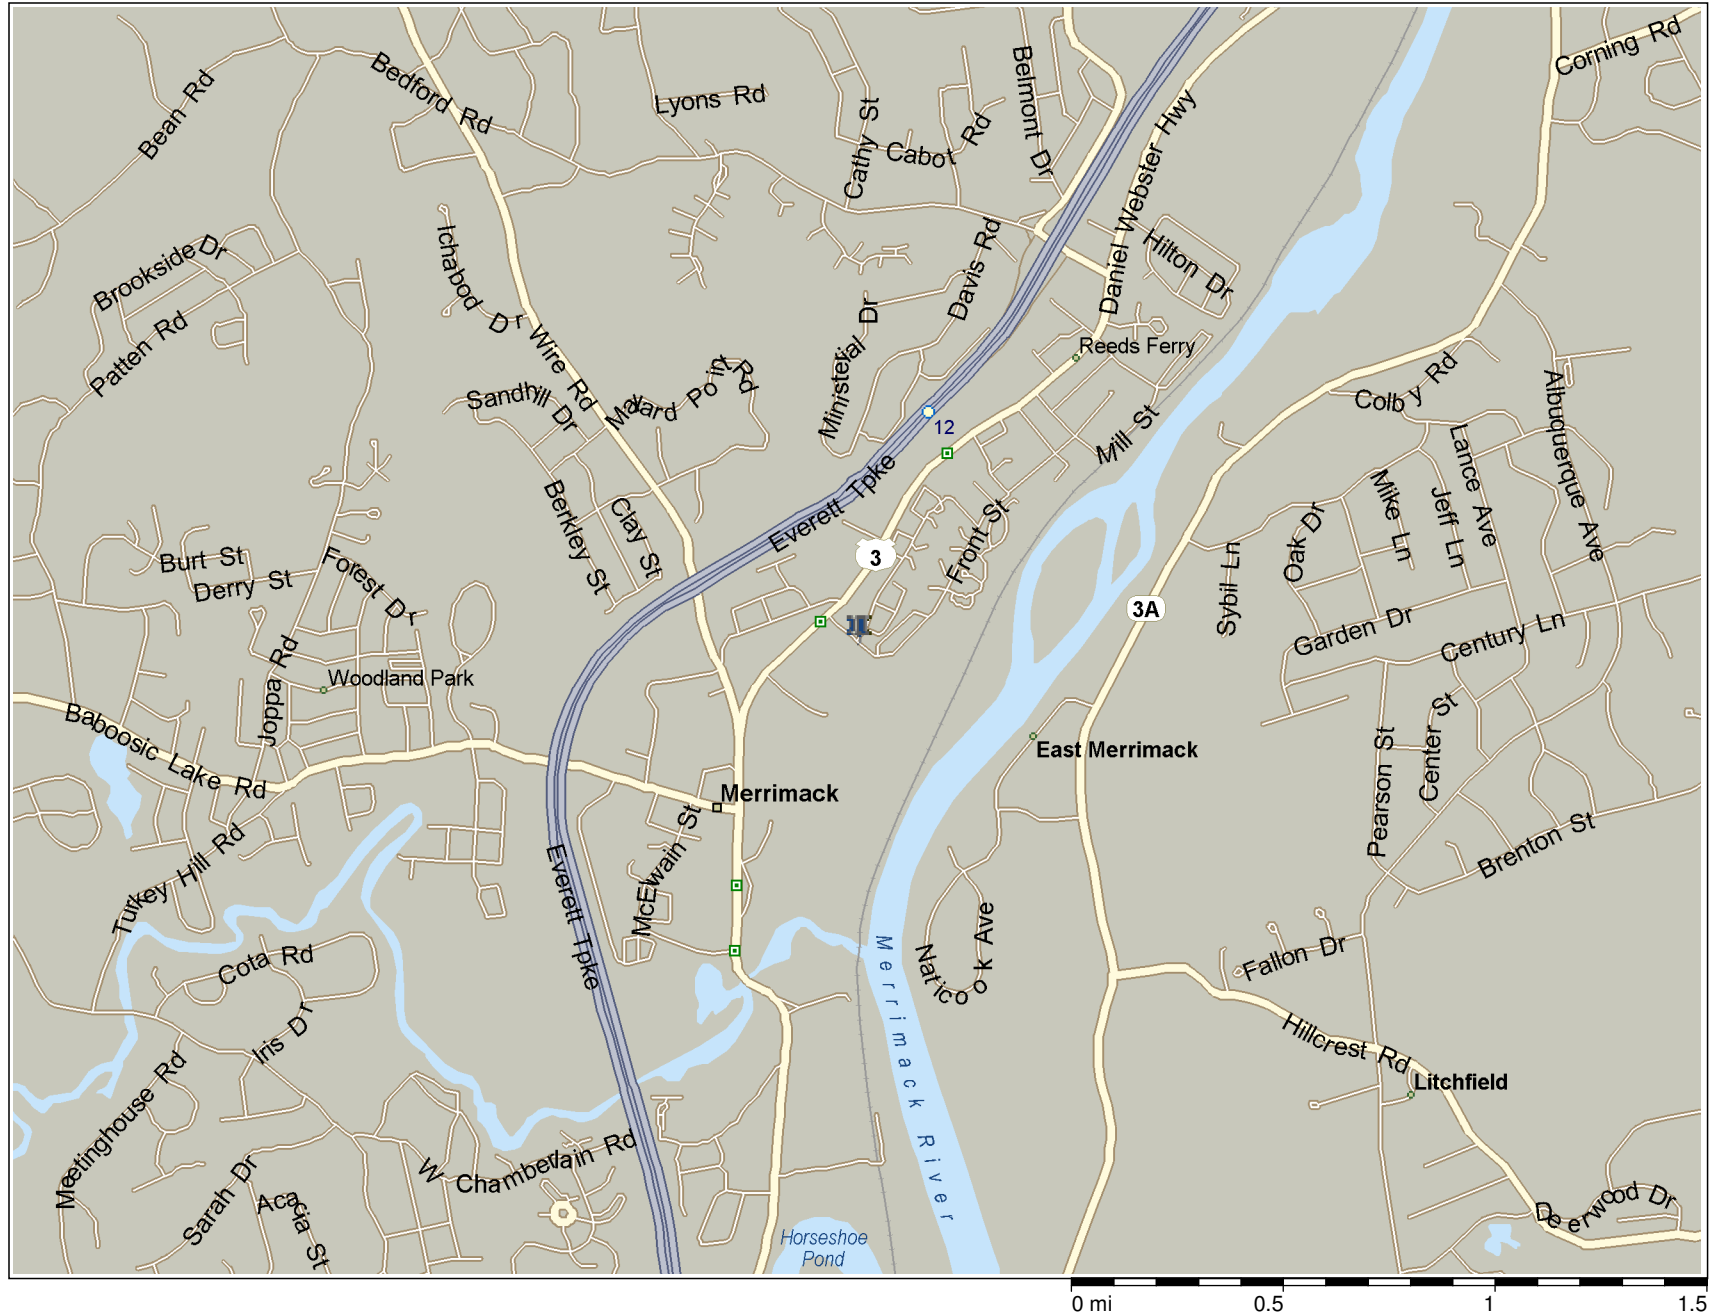 Corning Rd
Bean Rd
Bedford Rd
Lyons Rd
Cathy St
Cabot Rd
Belmont Dr
Daniel Webster Hwy
Brookside Dr
Ichabod Dr
Davis Rd
Hilton Dr
Patten Rd
Wire Rd
Ministerial Dr
Reeds Ferry
Sandhill Dr
Mallard Point Rd
Colby Rd
Albuquerque Ave
12
Mill St
Lance Ave
Mike Ln
Jeff Ln
Everett Tpke
Berkley St
Clay St
Front St
Oak Dr
Burt St
Derry St
Forest Dr
3
Sybil Ln
3A
Garden Dr
Century Ln
Joppa Rd
Woodland Park
Center St
Pearson St
Baboosic Lake Rd
East Merrimack
Merrimack
McElwain St
Turkey Hill Rd
Brenton St
Everett Tpke
Naticook Ave
Fallon Dr
Cota Rd
Merrimack River
Iris Dr
Hillcrest Rd
Litchfield
Meetinghouse Rd
W Chamberlain Rd
Sarah Dr
Acacia St
Deerwood Dr
Horseshoe
Pond
0 mi 0.5 1 1.5